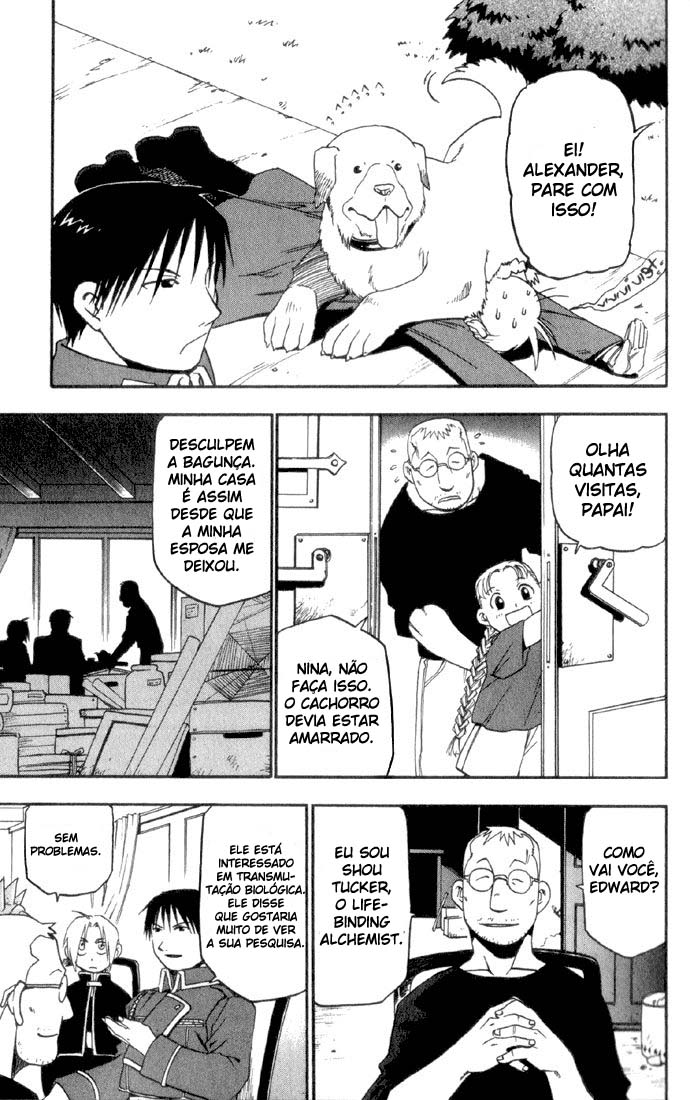 EI!
ALEXANDER,
PARE COM
ISSO!
OLHA
QUANTAS
VISITAS,
PAPAI!
NINA, NÃO
FAÇA ISSO.
O CACHORRO
DEVIA ESTAR
AMARRADO.
DESCULPEM
A BAGUNÇA.
MINHA CASA
É ASSIM
DESDE QUE
A MINHA
ESPOSA ME
DEIXOU.
COMO
VAI VOCÊ,
EDWARD?
EU SOU
SHOU
TUCKER,
O LIFE-
BINDING
ALCHEMIST.
ELE ESTÁ
INTERESSADO
EM TRANSMU-
TAÇÃO BIOLÓGICA.
ELE DISSE
QUE GOSTARIA
MUITO DE VER
A SUA PESQUISA.
SEM
PROBLEMAS.